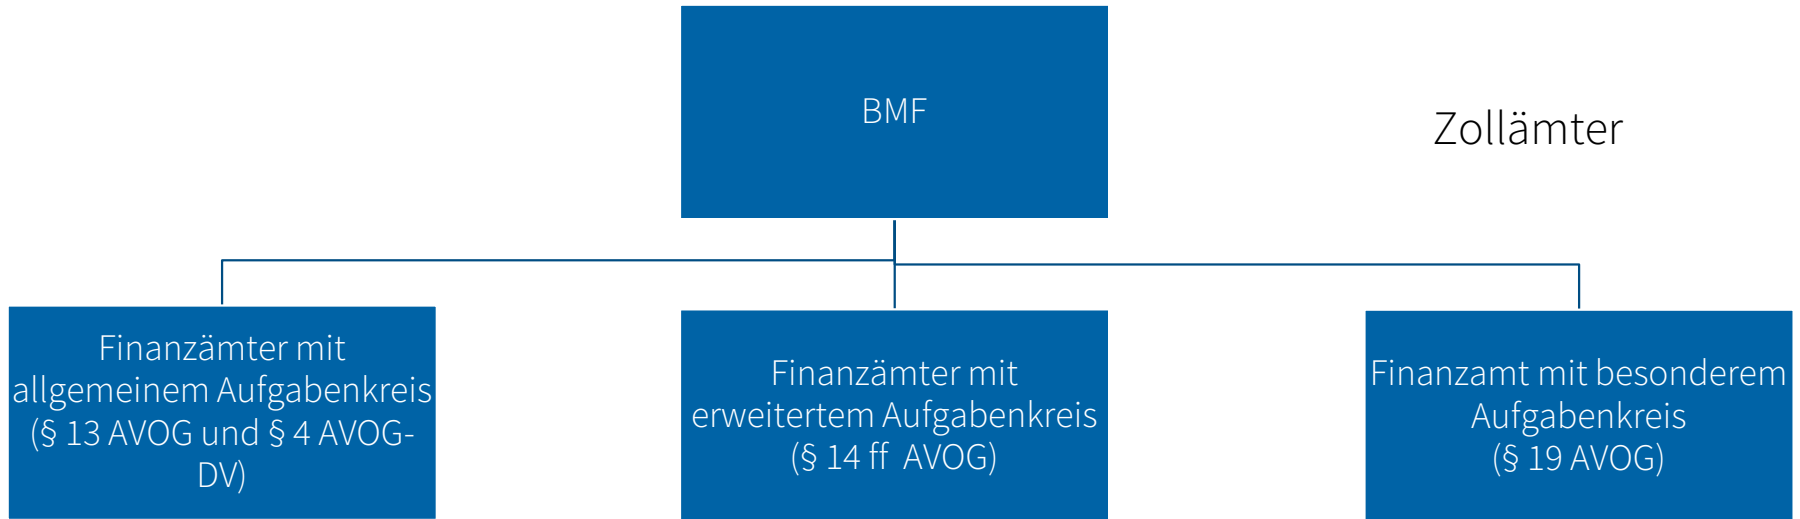 BMF
Zollämter
Finanzämter mit
allgemeinem Aufgabenkreis
(§ 13 AVOG und § 4 AVOG-
DV)
Finanzämter mit
erweitertem Aufgabenkreis
(§ 14 ff  AVOG)
Finanzamt mit besonderem
Aufgabenkreis
(§ 19 AVOG)